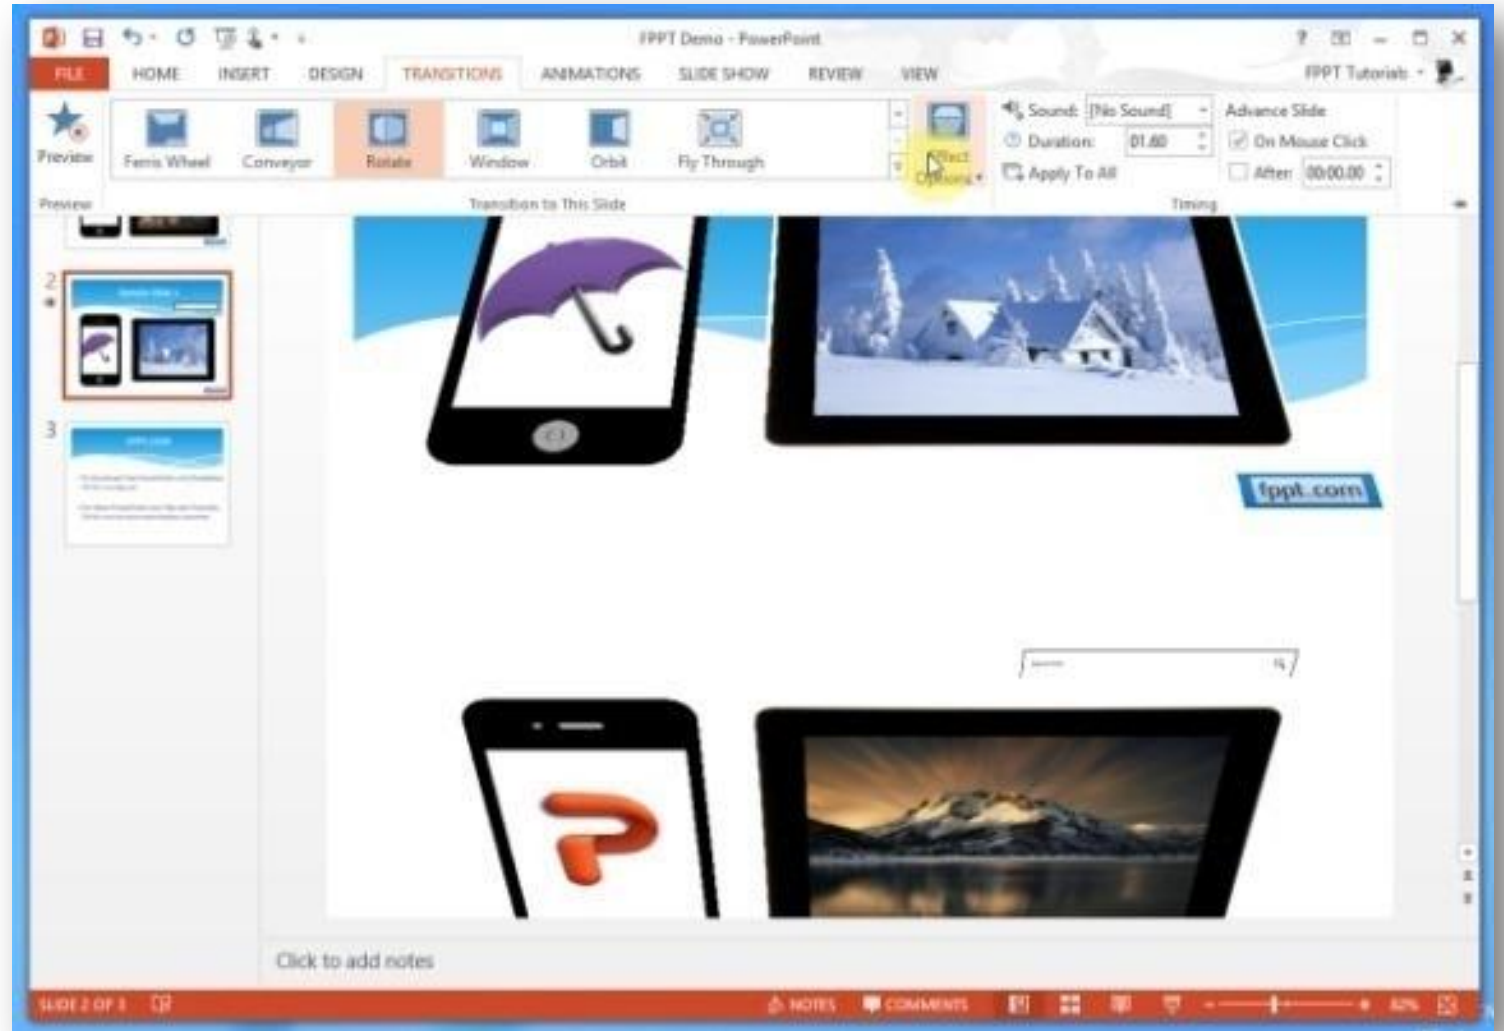 FPPT Demo - PowerPoint
FILE HOME INSERT DESIGN TRANSITIONS ANIMATIONS SLIDE SHOW REVIEW VIEW FPPT Tutorials
Preview
Ferris Wheel Conveyor Rotate Window Orbit Fly Through
Effect Options
Sound: [No Sound]
Duration: 01.60
Apply To All
Advance Slide
On Mouse Click
After: 00:00.00
Preview Transition to This Slide Timing
2
3
fppt.com
Click to add notes
SLIDE 2 OF 3 NOTES COMMENTS 82%